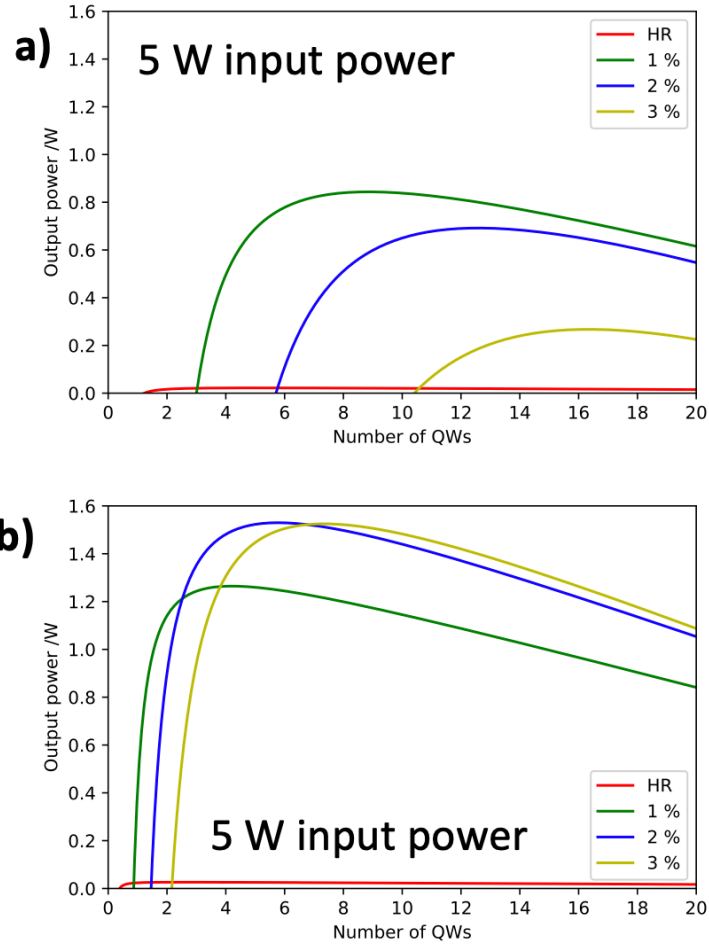 a)
5 W input power
HR
1 %
2 %
3 %
Output power /W
1.6
1.4
1.2
1.0
0.8
0.6
0.4
0.2
0.0
0 2 4 6 8 10 12 14 16 18 20
Number of QWs
b)
5 W input power
HR
1 %
2 %
3 %
Output power /W
1.6
1.4
1.2
1.0
0.8
0.6
0.4
0.2
0.0
0 2 4 6 8 10 12 14 16 18 20
Number of QWs